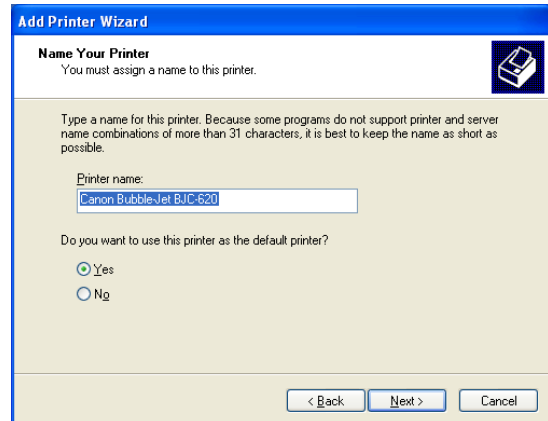 Add Printer Wizard
Name Your Printer
You must assign a name to this printer.
Type a name for this printer. Because some programs do not support printer and server
name combinations of more than 31 characters, it is best to keep the name as short as
possible.
Printer name:
Canon Bubble-Jet BJC-620
Do you want to use this printer as the default printer?
Yes
No
< Back Next > Cancel